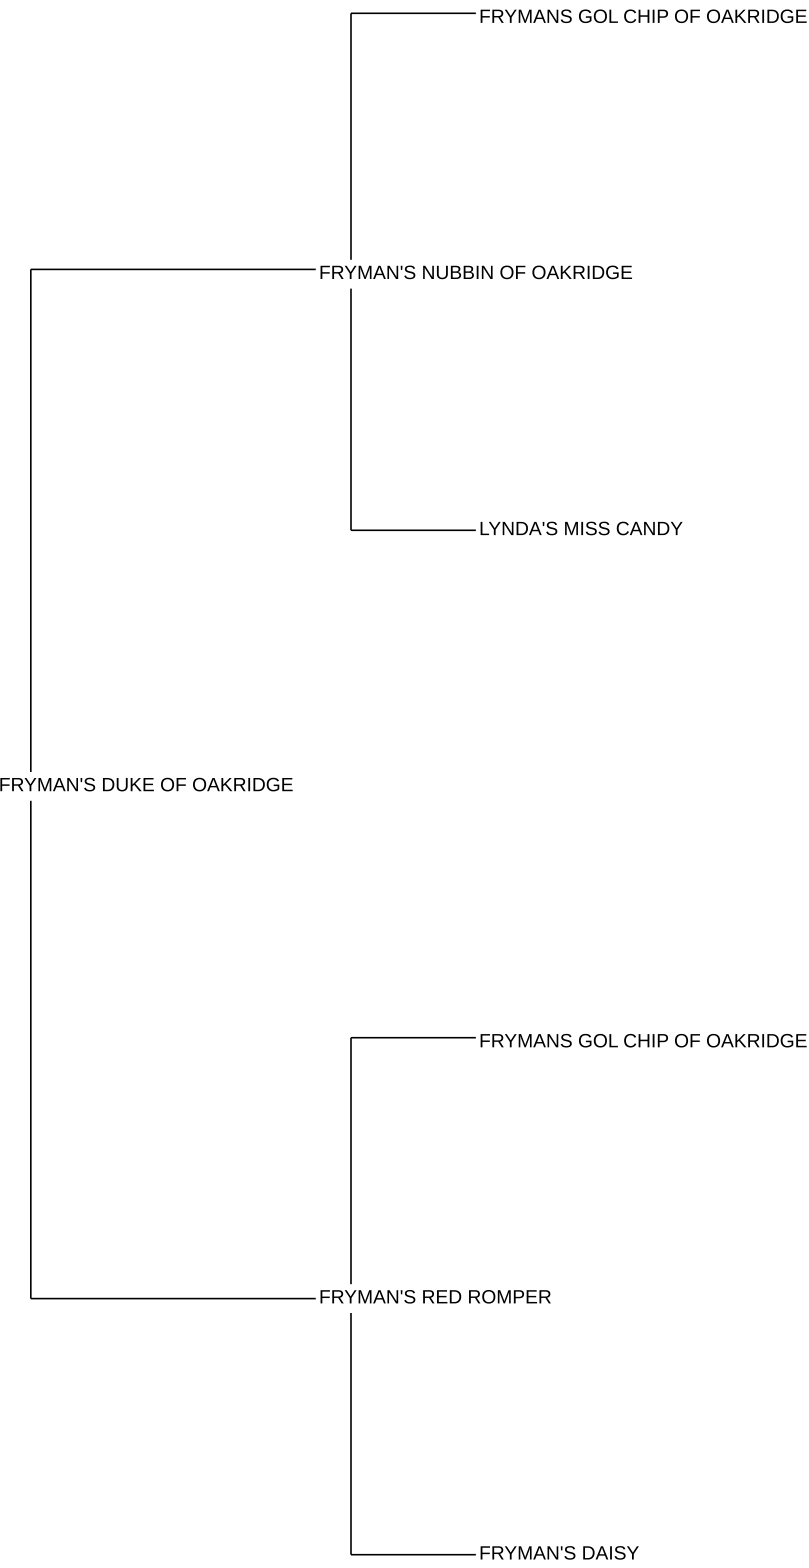 FRYMANS GOL CHIP OF OAKRIDGE
FRYMAN'S NUBBIN OF OAKRIDGE
LYNDA'S MISS CANDY
FRYMAN'S DUKE OF OAKRIDGE
FRYMANS GOL CHIP OF OAKRIDGE
FRYMAN'S RED ROMPER
FRYMAN'S DAISY